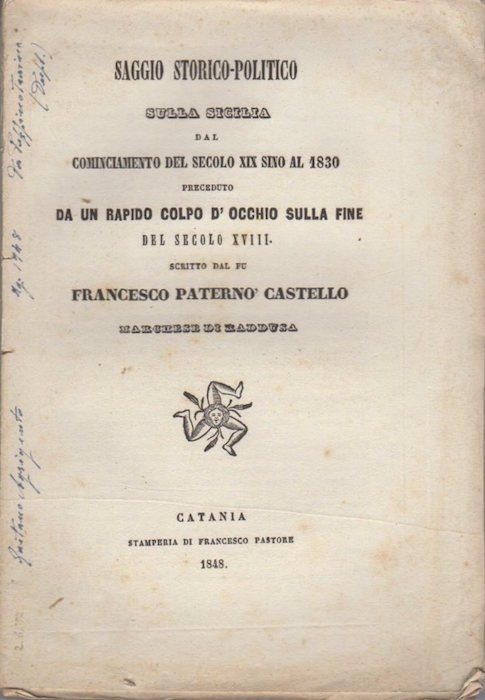 SAGGIO STORICO-POLITICO
SULLA SICILIA
DAL
COMINCIAMENTO DEL SECOLO XIX SINO AL 1830
PRECEDUTO
DA UN RAPIDO COLPO D' OCCHIO SULLA FINE
DEL SECOLO XVIII.
SCRITTO DAL FU
FRANCESCO PATERNO' CASTELLO
MARCHESE DI RADDUSA
CATANIA
STAMPERIA DI FRANCESCO PASTORE
1848.
Gaetano
1948